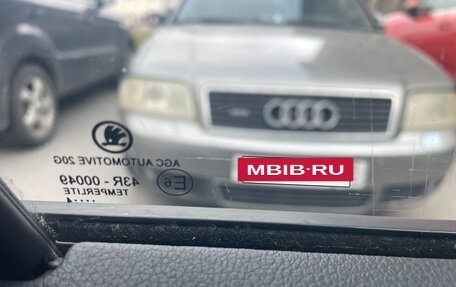 MBIB-RU
AGC AUTOMOTIVE 20G
43R - 00049
TEMPERLITE
E6